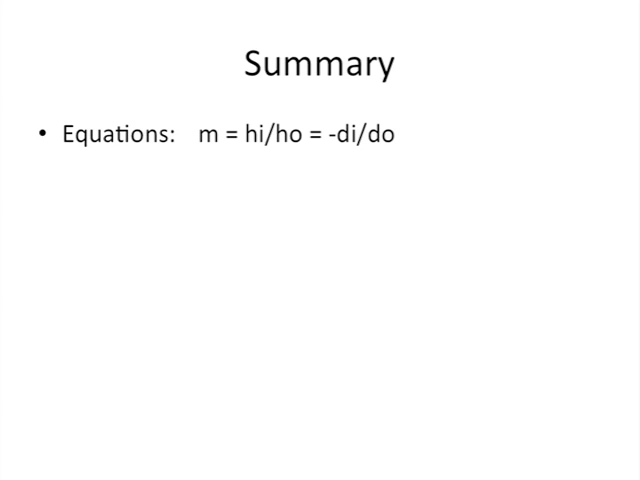 Summary
• Equations: m = hi/ho = -di/do